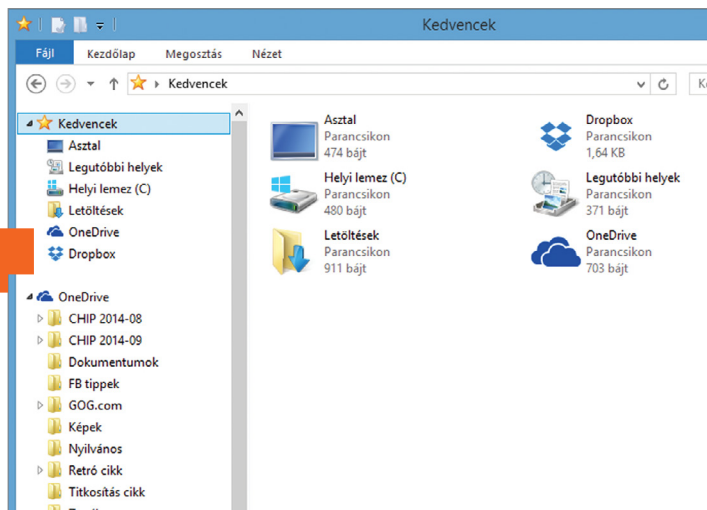 Kedvencek
Fájl Kezdőlap Megosztás Nézet
Kedvencek
Kedvencek
Asztal
Legutóbbi helyek
Helyi lemez (C)
Letöltések
OneDrive
Dropbox
OneDrive
CHIP 2014-08
CHIP 2014-09
Dokumentumok
FB tippek
GOG.com
Képek
Nyilvános
Retró cikk
Titkosítás cikk
Asztal
Parancsikon
474 bájt
Dropbox
Parancsikon
1,64 KB
Helyi lemez (C)
Parancsikon
480 bájt
Legutóbbi helyek
Parancsikon
371 bájt
Letöltések
Parancsikon
911 bájt
OneDrive
Parancsikon
703 bájt